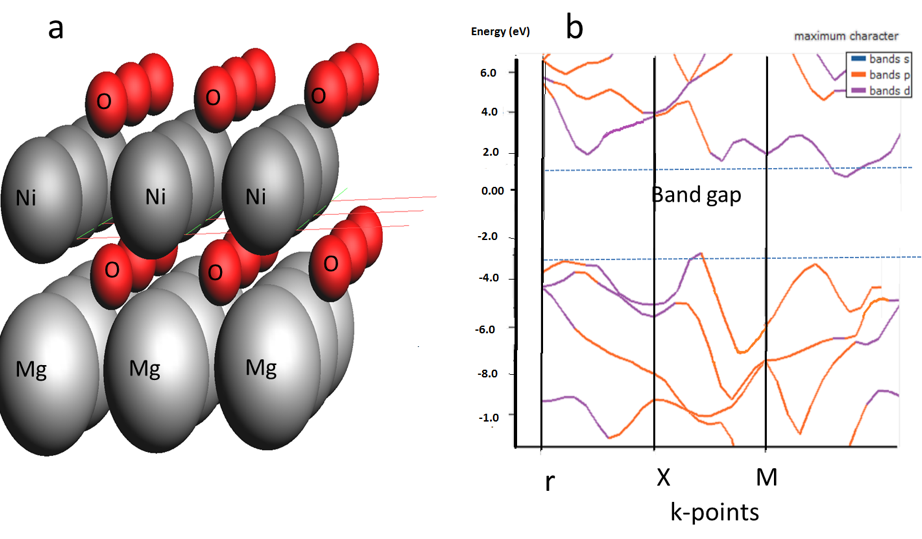 a
O
O
O
Ni
Ni
Ni
O
O
O
Mg
Mg
Mg
Energy (eV)
b
maximum character
bands s
bands p
bands d
6.0
4.0
2.0
0.00
-2.0
-4.0
-6.0
-8.0
-1.0
Band gap
r
X
M
k-points